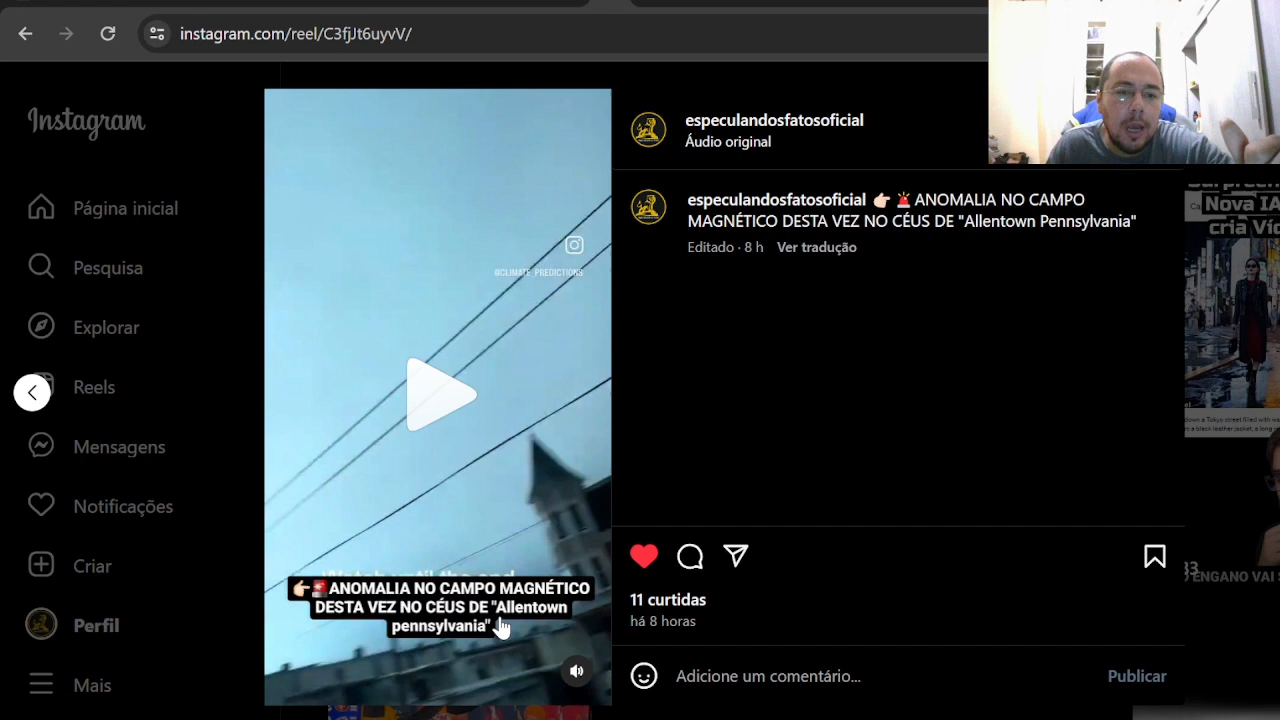 instagram.com/reel/C3fjJt6uyvV/
Instagram
Página inicial
Pesquisa
Explorar
Reels
Mensagens
Notificações
Criar
Perfil
Mais
@CLIMATE_PREDICTIONS
👉🏻🚨ANOMALIA NO CAMPO MAGNÉTICO
DESTA VEZ NO CÉUS DE "Allentown
pennsylvania"
especulandosfatosoficial
Áudio original
especulandosfatosoficial 👉🏻🚨ANOMALIA NO CAMPO
MAGNÉTICO DESTA VEZ NO CÉUS DE "Allentown Pennsylvania"
Editado · 8 h Ver tradução
11 curtidas
há 8 horas
Adicione um comentário...
Publicar
Nova IA
cria Víd
ENGANO VAI